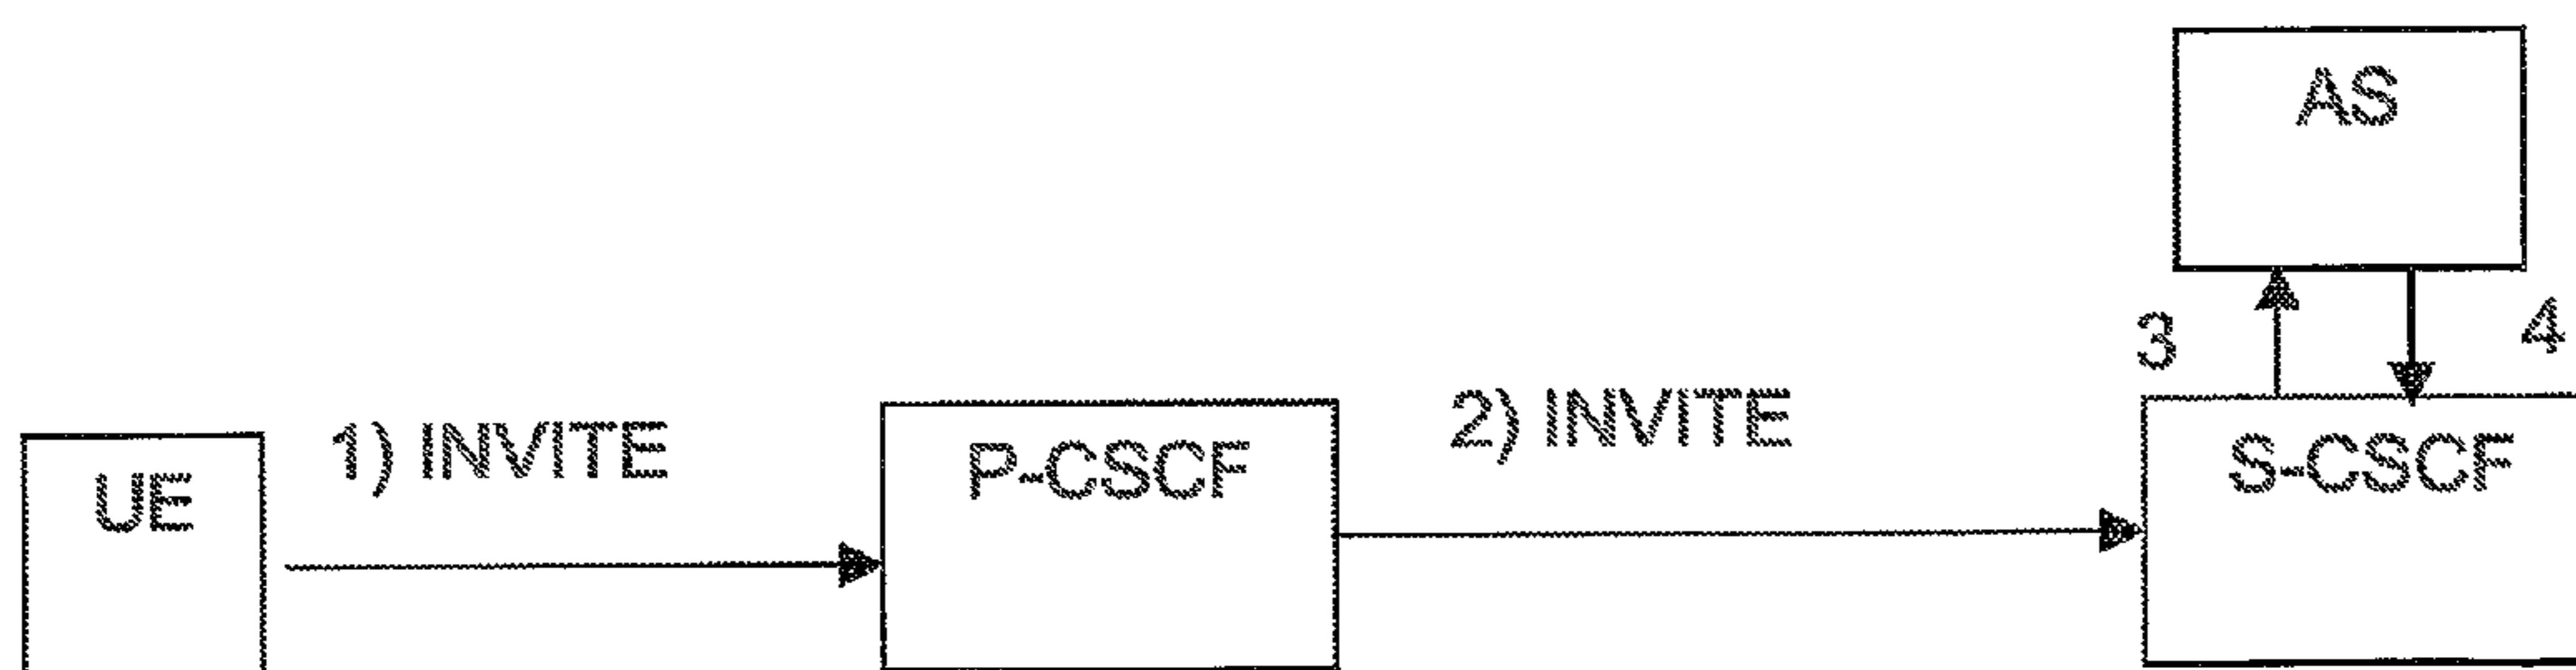 AS
3
4
1) INVITE
2) INVITE
UE
P-CSCF
S-CSCF